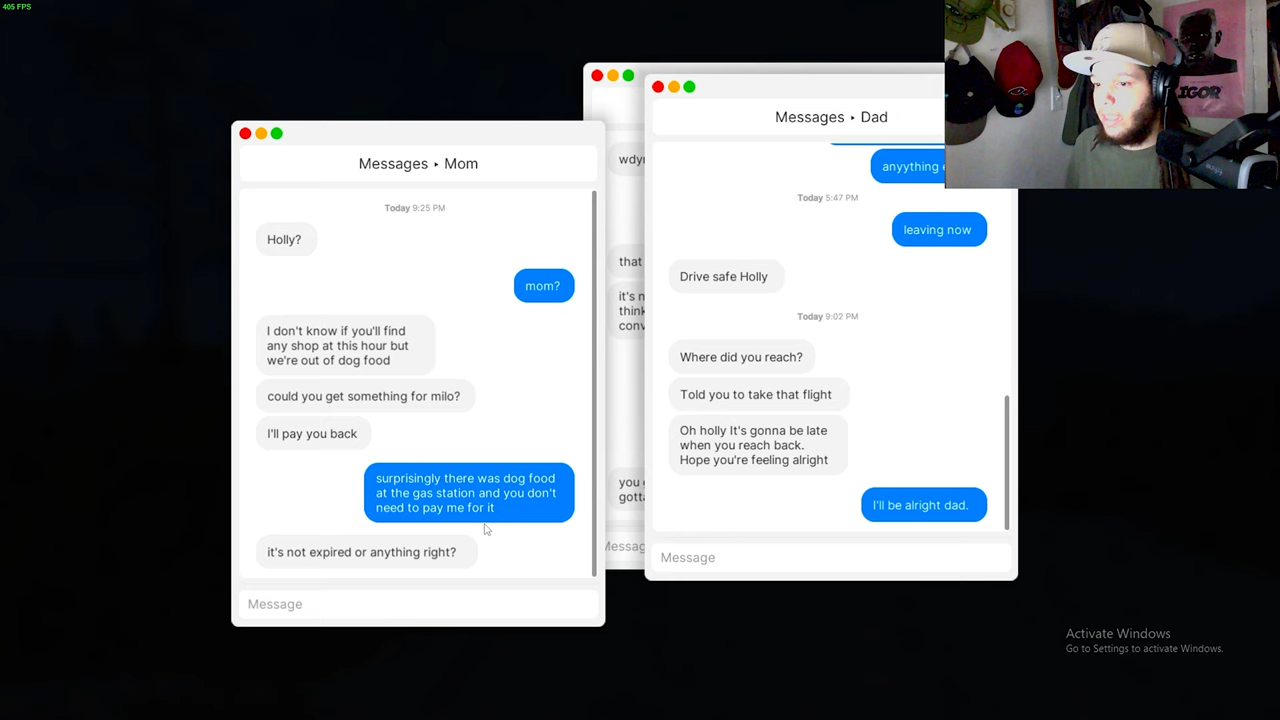 405 FPS
Messages ‣ Mom
Today 9:25 PM
Holly?
mom?
I don't know if you'll find
any shop at this hour but
we're out of dog food
could you get something for milo?
I'll pay you back
surprisingly there was dog food
at the gas station and you don't
need to pay me for it
it's not expired or anything right?
Message
that
it's n
think
conv
you
gotta
Messages ‣ Dad
anyything
Today 5:47 PM
leaving now
Drive safe Holly
Today 9:02 PM
Where did you reach?
Told you to take that flight
Oh holly It's gonna be late
when you reach back.
Hope you're feeling alright
I'll be alright dad.
Message
IGOR
Activate Windows
Go to Settings to activate Windows.